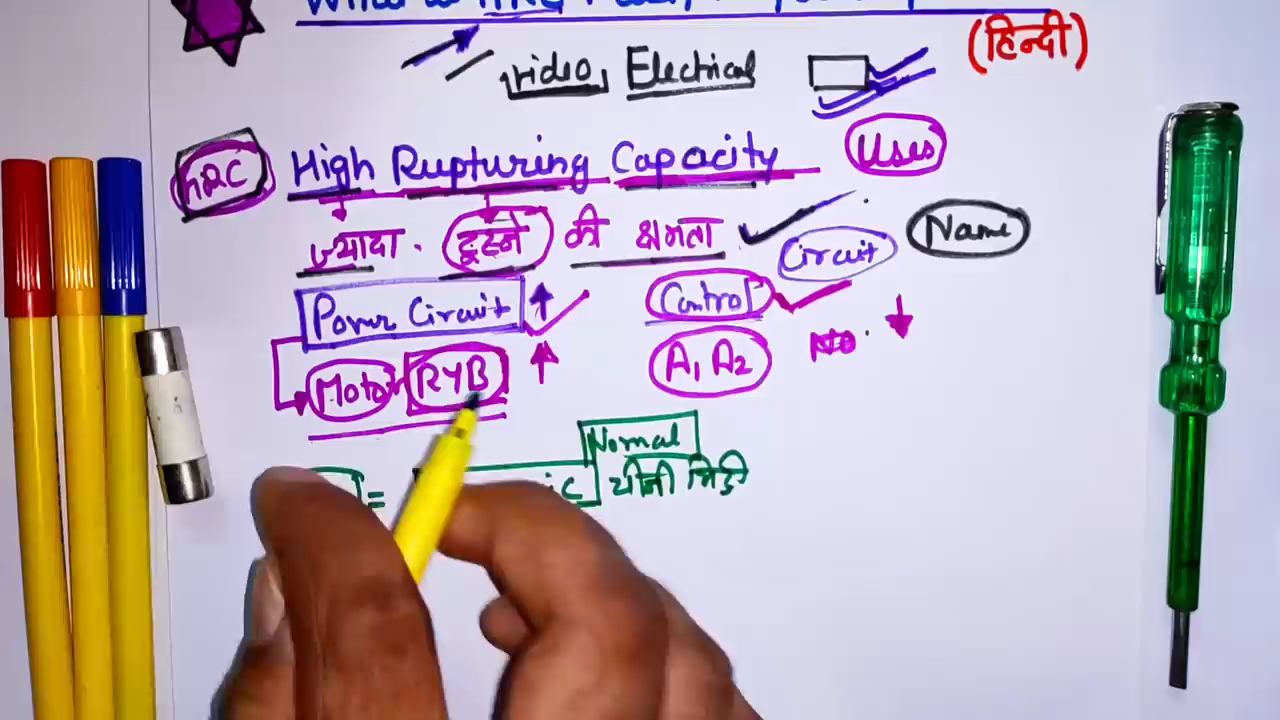 (हिन्दी)
video Electrical
HRC High Rupturing Capacity Uses
ज्यादा टूटने की क्षमता
Circuit Name
Power Circuit Control
Motor RYB A1 A2 No.
Normal
= चीनी मिट्टी